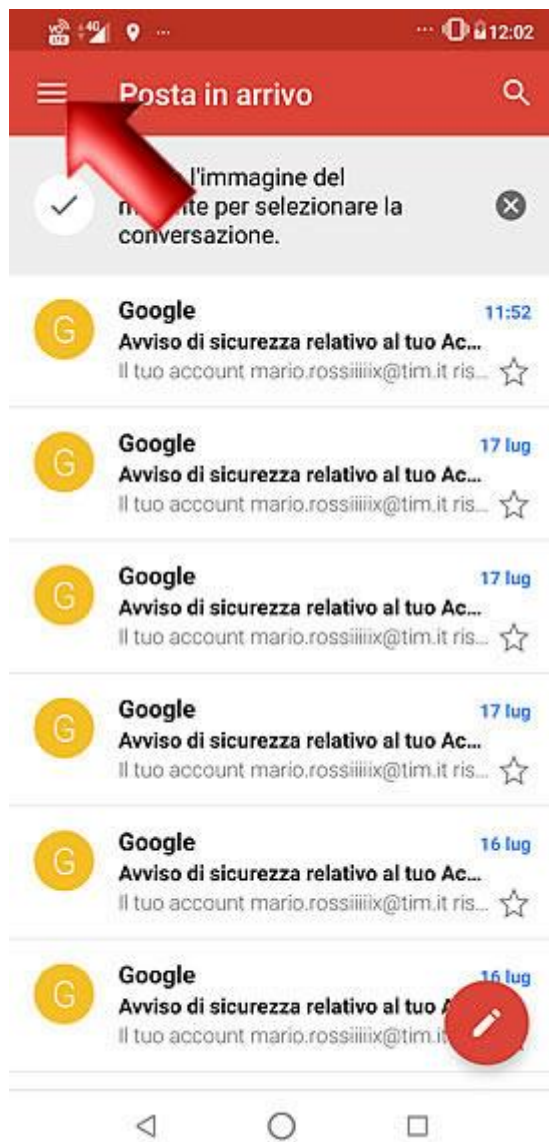 VO LTE 4G ... ... 12:02
Posta in arrivo
l'immagine del
per selezionare la
conversazione.
G Google 11:52
Avviso di sicurezza relativo al tuo Ac...
Il tuo account mario.rossiiiiix@tim.it ris...
G Google 17 lug
Avviso di sicurezza relativo al tuo Ac...
Il tuo account mario.rossiiiiix@tim.it ris...
G Google 17 lug
Avviso di sicurezza relativo al tuo Ac...
Il tuo account mario.rossiiiiix@tim.it ris...
G Google 17 lug
Avviso di sicurezza relativo al tuo Ac...
Il tuo account mario.rossiiiiix@tim.it ris...
G Google 16 lug
Avviso di sicurezza relativo al tuo Ac...
Il tuo account mario.rossiiiiix@tim.it ris...
G Google 16 lug
Avviso di sicurezza relativo al tuo
Il tuo account mario.rossiiiiix@tim.it